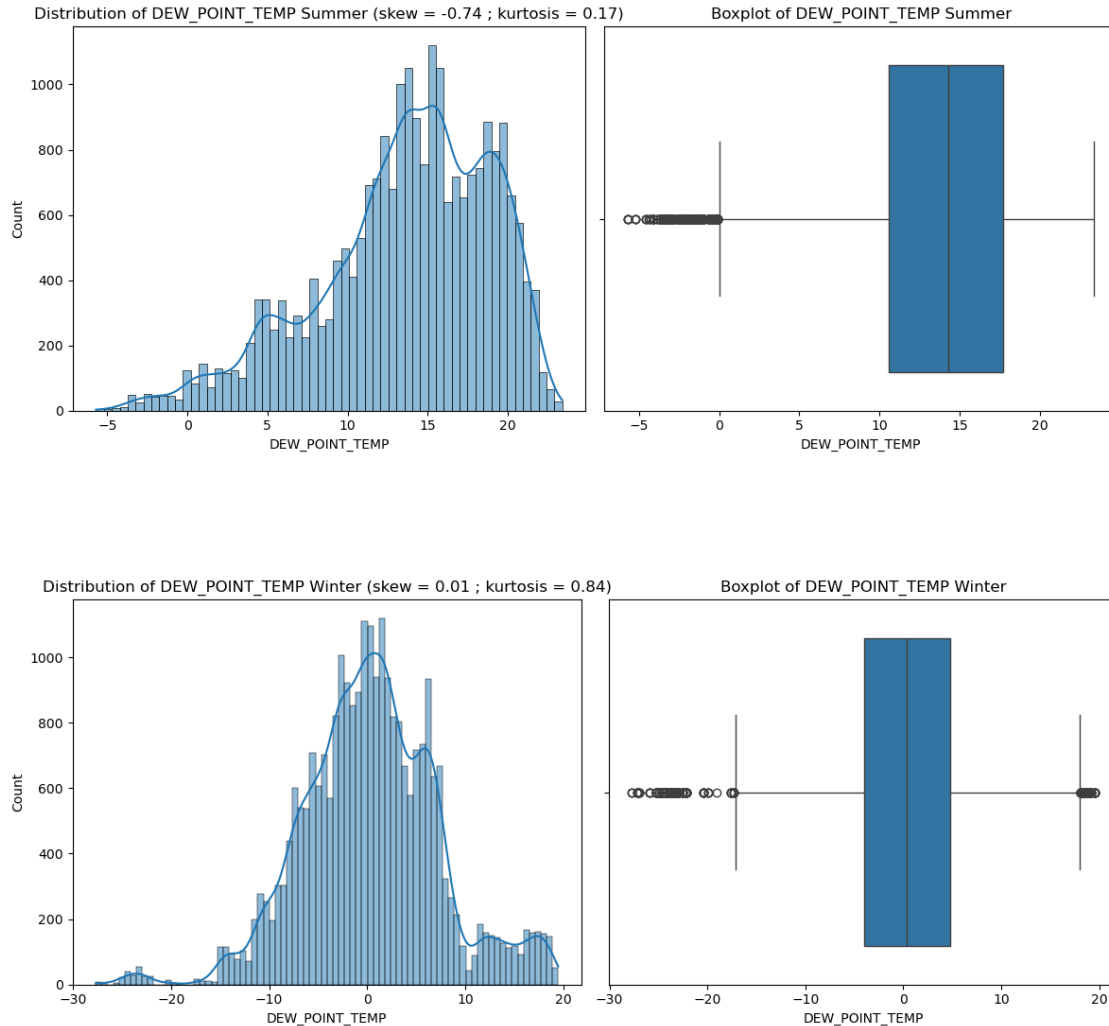 Distribution of DEW_POINT_TEMP Summer (skew = -0.74 ; kurtosis = 0.17)
Count
1000
800
600
400
200
0
−5 0 5 10 15 20
DEW_POINT_TEMP
Boxplot of DEW_POINT_TEMP Summer
−5 0 5 10 15 20
DEW_POINT_TEMP
Distribution of DEW_POINT_TEMP Winter (skew = 0.01 ; kurtosis = 0.84)
Count
1000
800
600
400
200
0
−30 −20 −10 0 10 20
DEW_POINT_TEMP
Boxplot of DEW_POINT_TEMP Winter
−30 −20 −10 0 10 20
DEW_POINT_TEMP